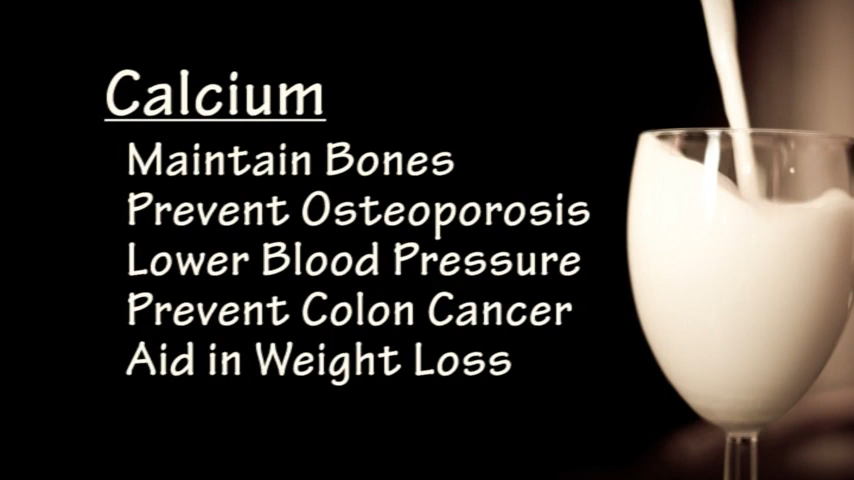 Calcium
Maintain Bones
Prevent Osteoporosis
Lower Blood Pressure
Prevent Colon Cancer
Aid in Weight Loss